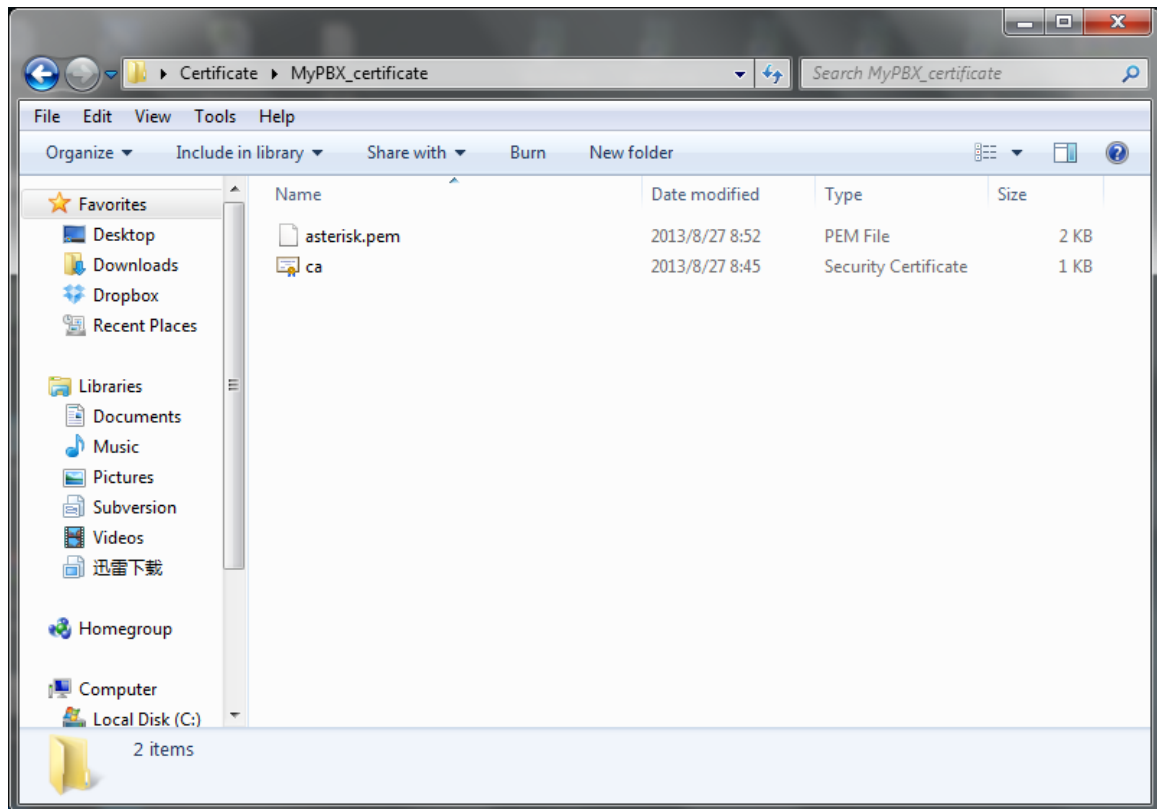 Certificate MyPBX_certificate Search MyPBX_certificate
File Edit View Tools Help
Organize Include in library Share with Burn New folder
Name Date modified Type Size
asterisk.pem 2013/8/27 8:52 PEM File 2 KB
ca 2013/8/27 8:45 Security Certificate 1 KB
Favorites
Desktop
Downloads
Dropbox
Recent Places
Libraries
Documents
Music
Pictures
Subversion
Videos
迅雷下载
Homegroup
Computer
Local Disk (C:)
2 items